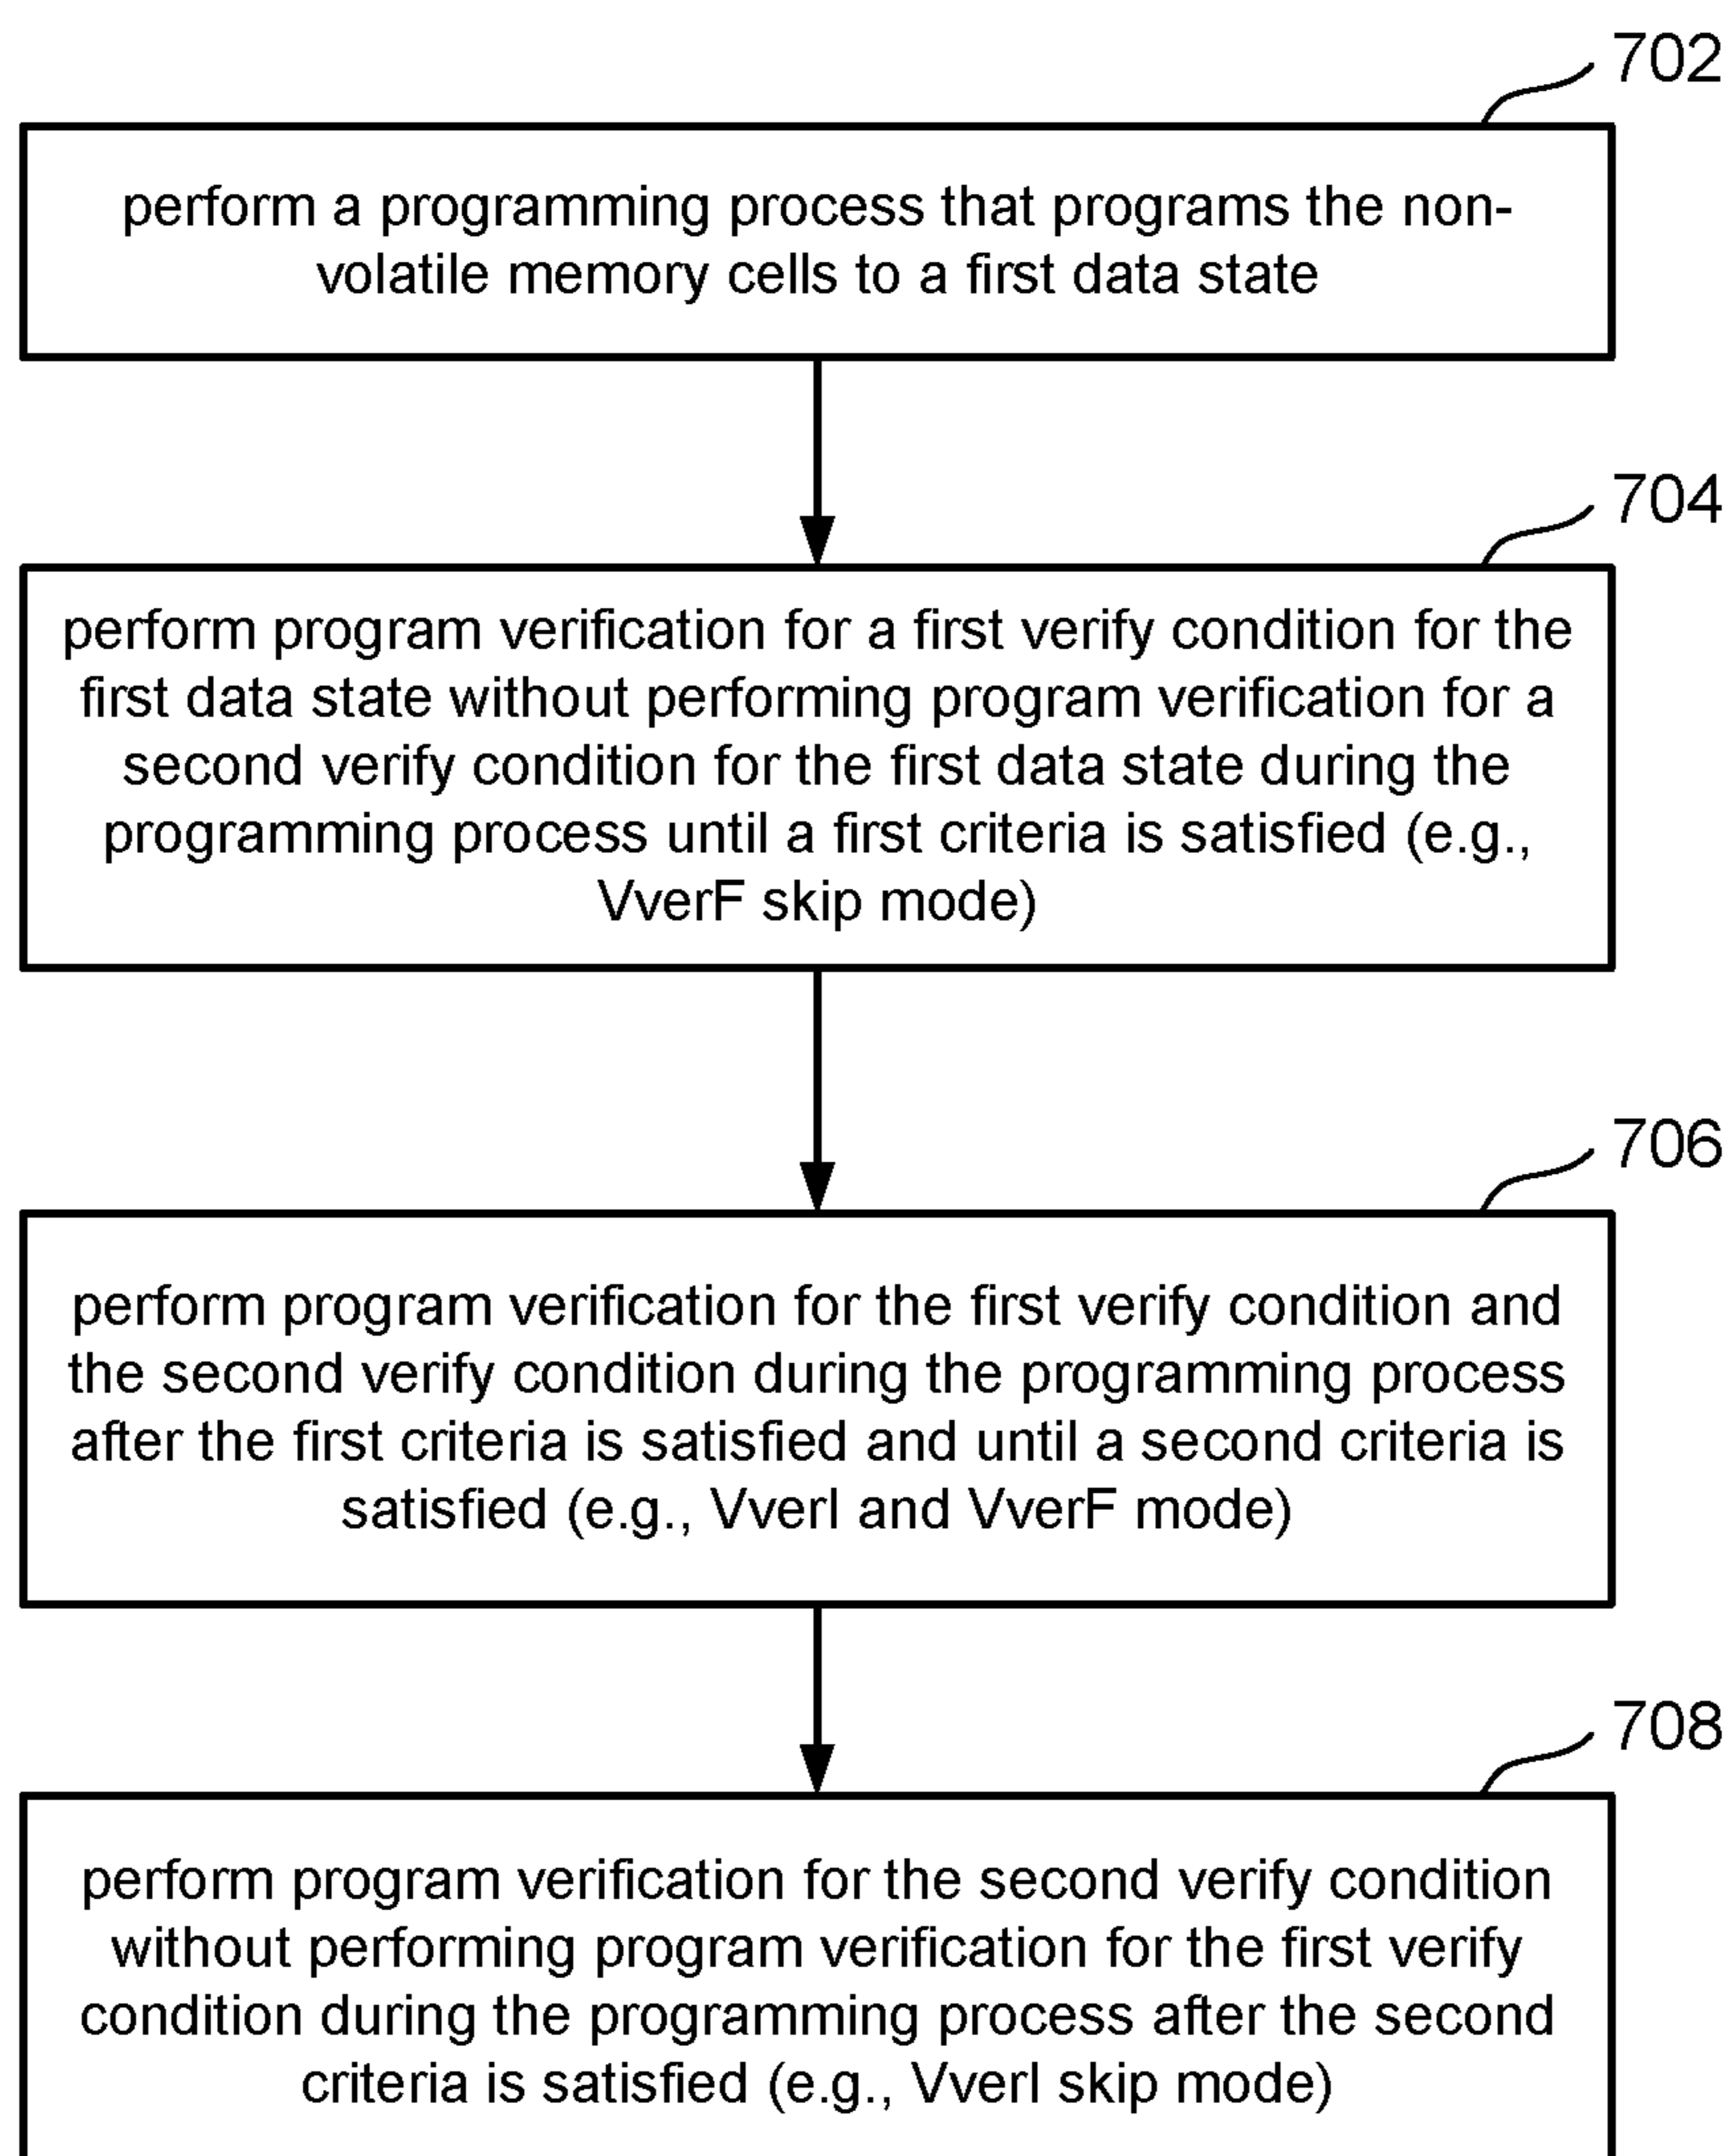 702
perform a programming process that programs the non-
volatile memory cells to a first data state
704
perform program verification for a first verify condition for the
first data state without performing program verification for a
second verify condition for the first data state during the
programming process until a first criteria is satisfied (e.g.,
VverF skip mode)
706
perform program verification for the first verify condition and
the second verify condition during the programming process
after the first criteria is satisfied and until a second criteria is
satisfied (e.g., VverI and VverF mode)
708
perform program verification for the second verify condition
without performing program verification for the first verify
condition during the programming process after the second
criteria is satisfied (e.g., VverI skip mode)